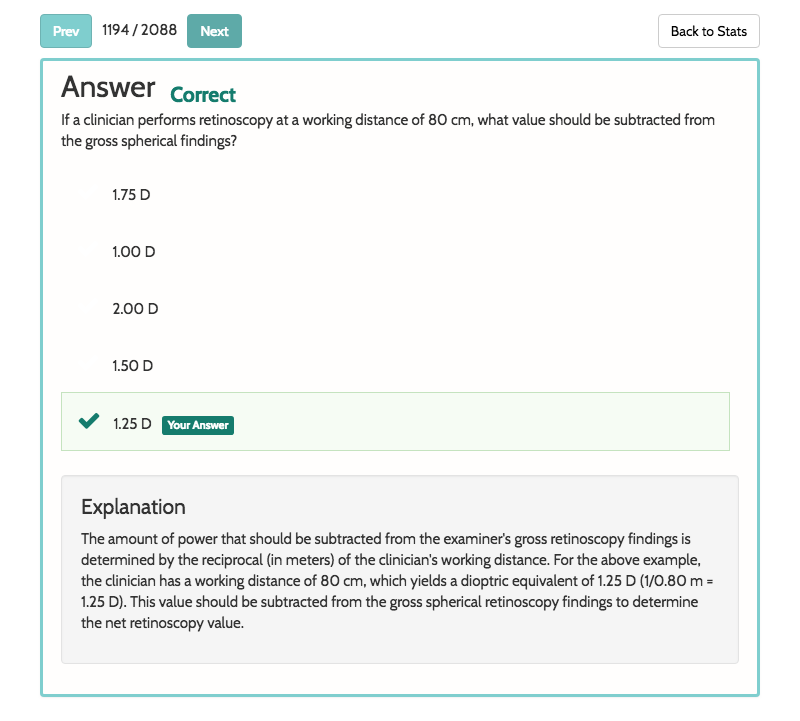 Prev 1194 / 2088 Next Back to Stats
Answer Correct
If a clinician performs retinoscopy at a working distance of 80 cm, what value should be subtracted from
the gross spherical findings?
1.75 D
1.00 D
2.00 D
1.50 D
1.25 D Your Answer
Explanation
The amount of power that should be subtracted from the examiner's gross retinoscopy findings is
determined by the reciprocal (in meters) of the clinician's working distance. For the above example,
the clinician has a working distance of 80 cm, which yields a dioptric equivalent of 1.25 D (1/0.80 m =
1.25 D). This value should be subtracted from the gross spherical retinoscopy findings to determine
the net retinoscopy value.